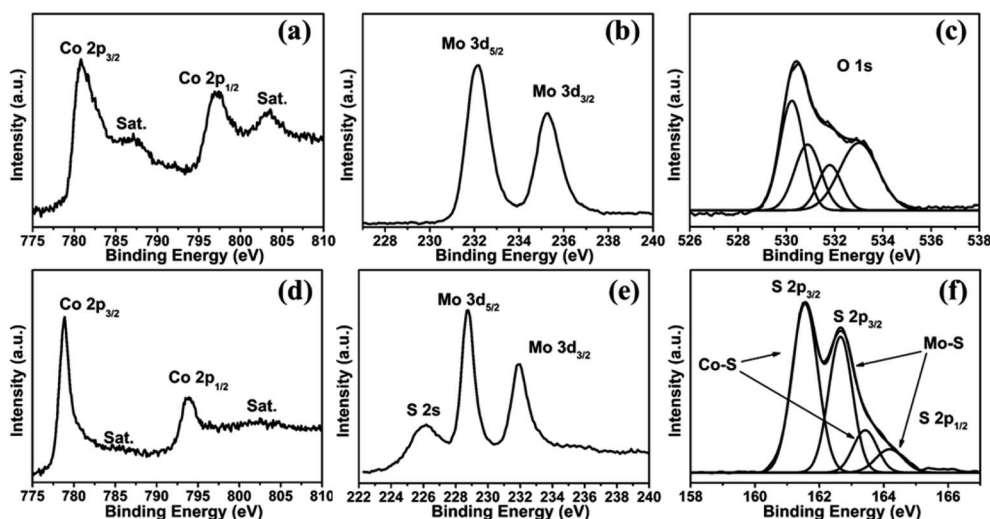 (a)
Co 2p3/2
Co 2p1/2
Sat.
Sat.
Intensity (a.u.)
775 780 785 790 795 800 805 810
Binding Energy (eV)
(b)
Mo 3d5/2
Mo 3d3/2
Intensity (a.u.)
230 232 234 236 238 240
Binding Energy (eV)
(c)
O 1s
Intensity (a.u.)
526 528 530 532 534 536 538
Binding Energy (eV)
(d)
Co 2p3/2
Co 2p1/2
Sat.
Sat.
Intensity (a.u.)
775 780 785 790 795 800 805 810
Binding Energy (eV)
(e)
Mo 3d5/2
Mo 3d3/2
S 2s
Intensity (a.u.)
222 224 226 228 230 232 234 236 238 240
Binding Energy (eV)
(f)
S 2p3/2
S 2p3/2
Co-S
Mo-S
S 2p1/2
Intensity (a.u.)
158 160 162 164 166
Binding Energy (eV)